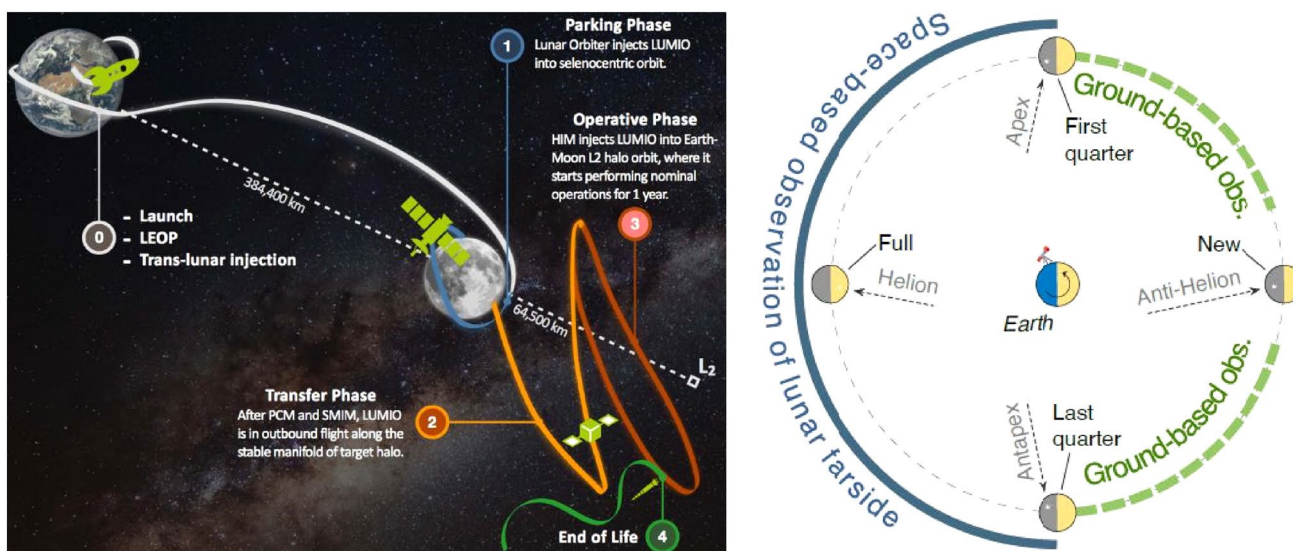 Parking Phase
1
Lunar Orbiter injects LUMIO
into selenocentric orbit.
Operative Phase
HIM injects LUMIO into Earth-
Moon L2 halo orbit, where it
starts performing nominal
operations for 1 year.
3
384,400 km
0
- Launch
- LEOP
- Trans-lunar injection
64,500 km
L2
Transfer Phase
After PCM and SMIM, LUMIO
is in outbound flight along the
stable manifold of target halo.
2
End of Life
4
Space-based observation of lunar farside
Ground-based obs.
Apex
First
quarter
Full
Helion
New
Anti-Helion
Earth
Antapex
Last
quarter
Ground-based obs.